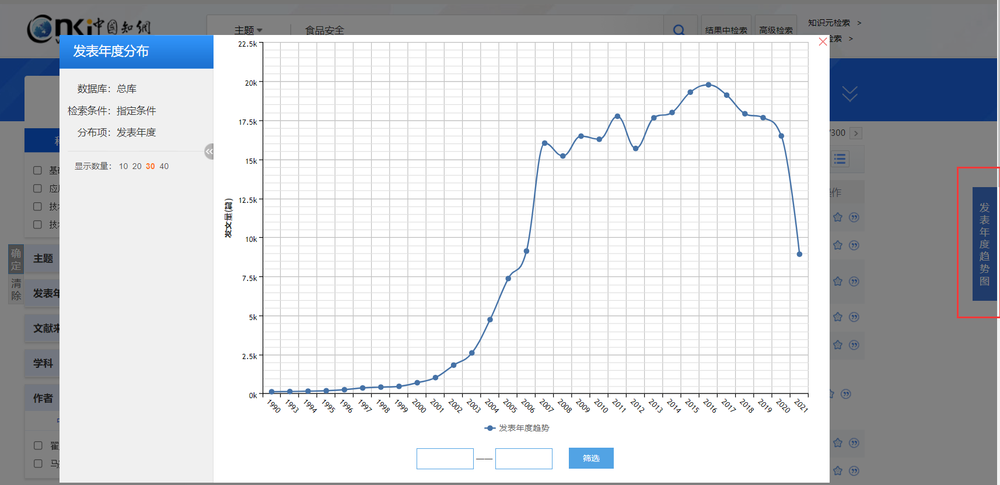 cnki 中国知網
主题
食品安全
结果中检索
高级检索
知识元检索 >
检索 >
发表年度分布
数据库：总库
检索条件：指定条件
分布项：发表年度
显示数量： 10 20 30 40
确定
清除
主题
发表年
文献来
学科
作者
300
操作
发文量(篇)
22.5k
20k
17.5k
15k
12.5k
10k
7.5k
5k
2.5k
0k
1990 1993 1994 1995 1996 1997 1998 1999 2000 2001 2002 2003 2004 2005 2006 2007 2008 2009 2010 2011 2012 2013 2014 2015 2016 2017 2018 2019 2020 2021
发表年度趋势
——
筛选
发表年度趋势图